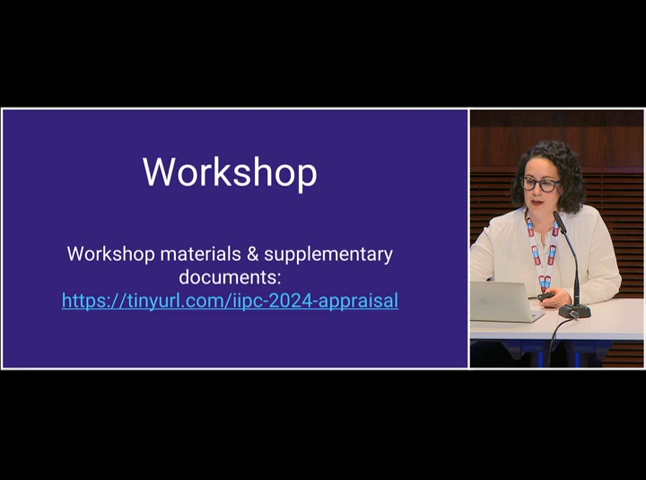 Workshop
Workshop materials & supplementary
documents:
https://tinyurl.com/iipc-2024-appraisal